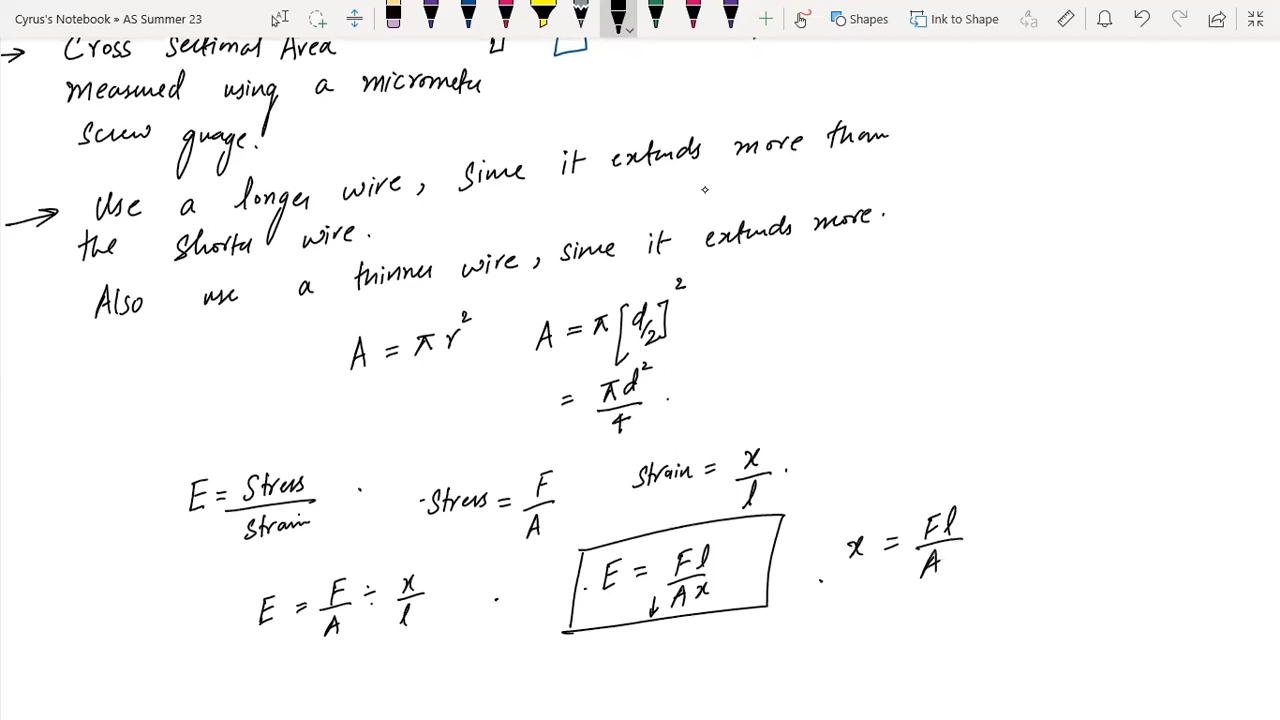 Cyrus's Notebook » AS Summer 23
Shapes
Ink to Shape
→ Cross Sectional Area
measured using a micrometer
screw guage!
→ Use a longer wire, since it extends more than
the shorter wire.
Also use a thinner wire, since it extends more.
A = πr² A = π[d/2]²
= πd²/4 .
E = Stress/Strain . Stress = F/A Strain = x/l .
E = F/A ÷ x/l . E = Fl/Ax . x = Fl/A